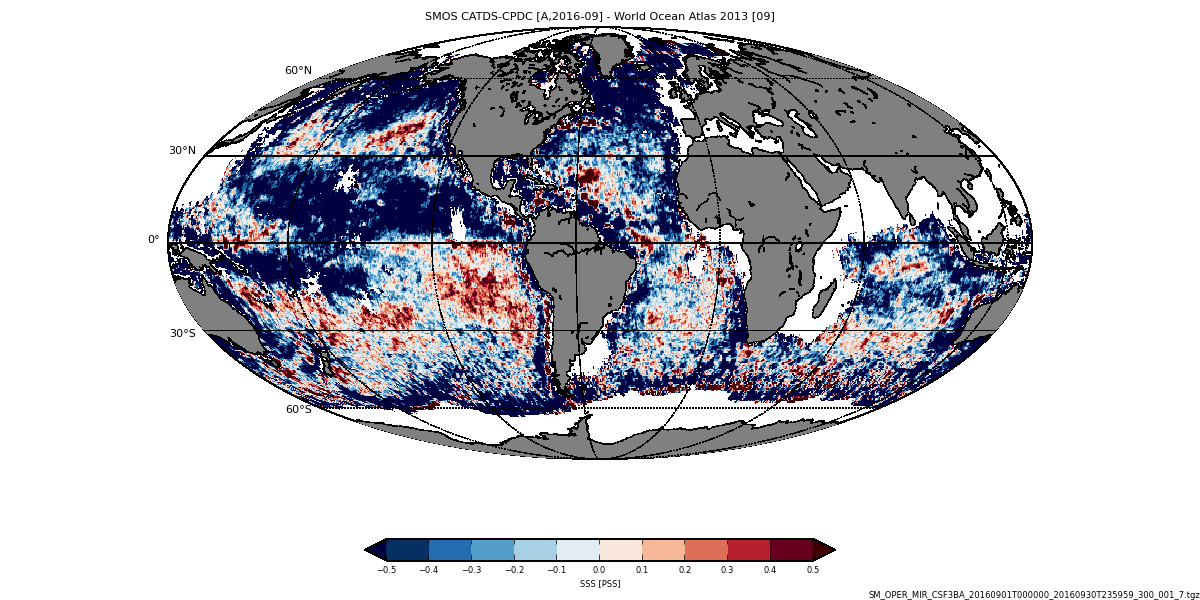 SMOS CATDS-CPDC [A,2016-09] - World Ocean Atlas 2013 [09]
60°N
30°N
0°
30°S
60°S
−0.5 −0.4 −0.3 −0.2 −0.1 0.0 0.1 0.2 0.3 0.4 0.5
SSS [PSS]
SM_OPER_MIR_CSF3BA_20160901T000000_20160930T235959_300_001_7.tgz